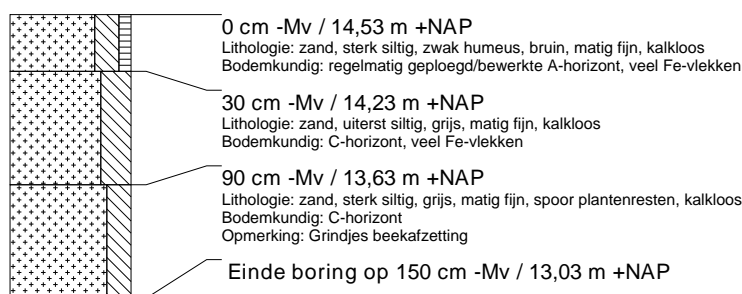 0 cm -Mv / 14,53 m +NAP
Lithologie: zand, sterk siltig, zwak humeus, bruin, matig fijn, kalkloos
Bodemkundig: regelmatig geploegd/bewerkte A-horizont, veel Fe-vlekken
30 cm -Mv / 14,23 m +NAP
Lithologie: zand, uiterst siltig, grijs, matig fijn, kalkloos
Bodemkundig: C-horizont, veel Fe-vlekken
90 cm -Mv / 13,63 m +NAP
Lithologie: zand, sterk siltig, grijs, matig fijn, spoor plantenresten, kalkloos
Bodemkundig: C-horizont
Opmerking: Grindjes beekafzetting
Einde boring op 150 cm -Mv / 13,03 m +NAP